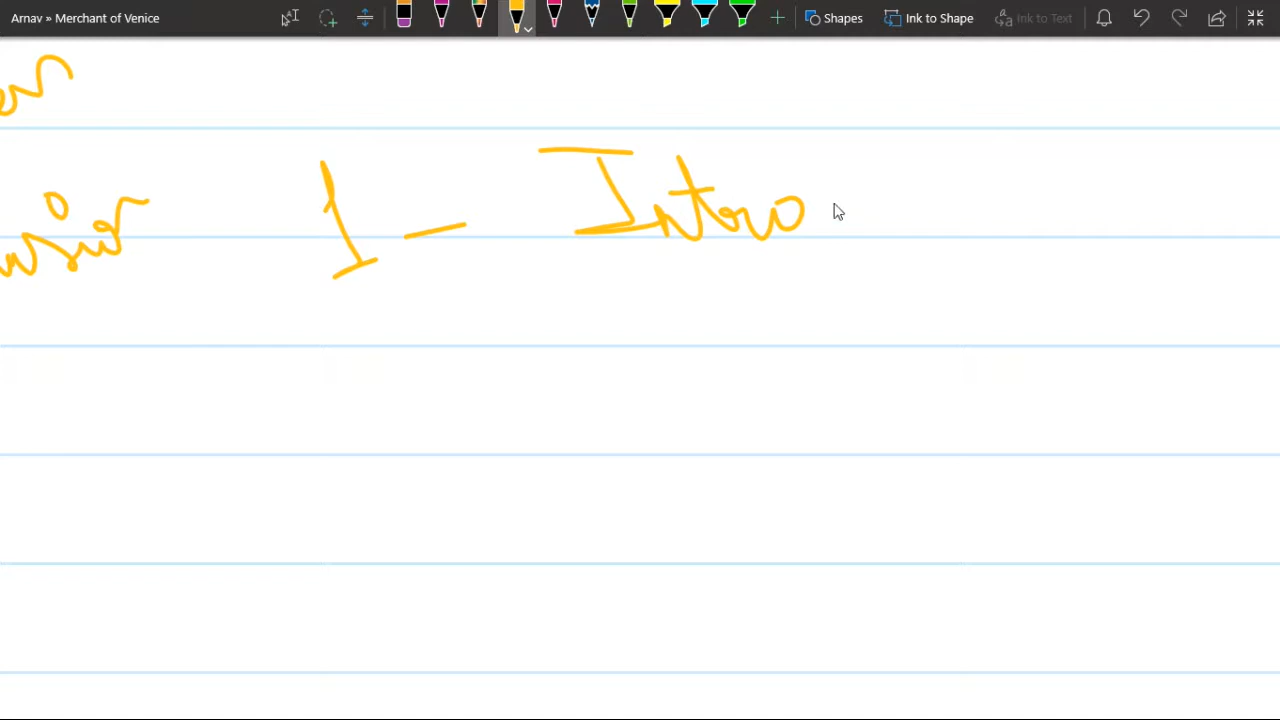 Arnav » Merchant of Venice Shapes Ink to Shape Ink to Text
1 - Intro